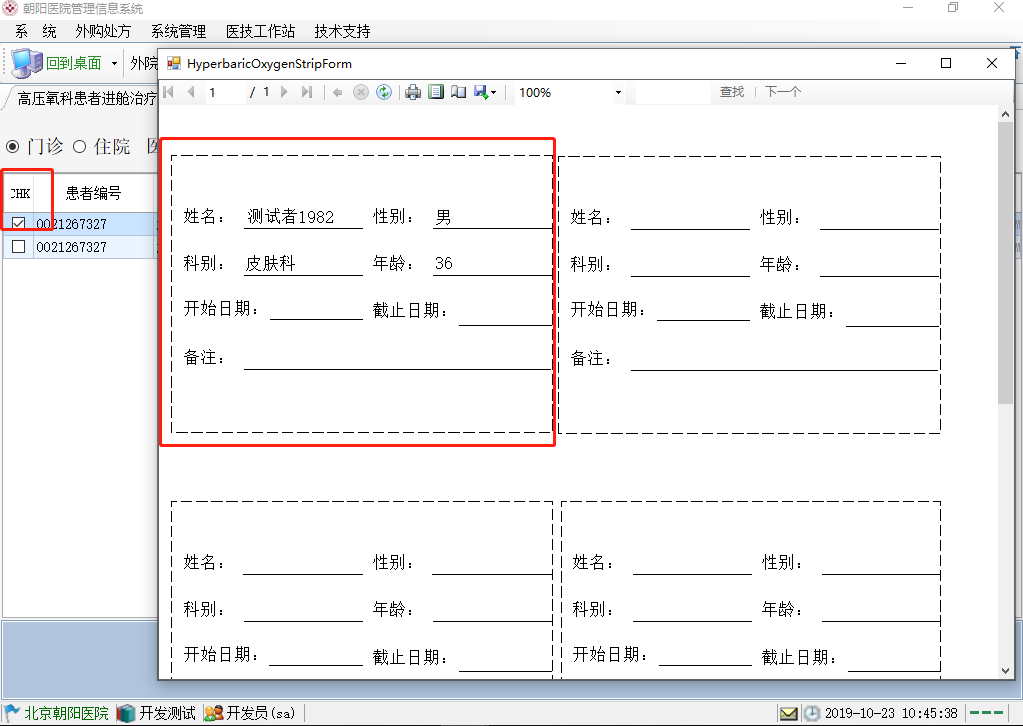 朝阳医院管理信息系统
系 统 外购处方 系统管理 医技工作站 技术支持
回到桌面 外院
HyperbaricOxygenStripForm
1 / 1 100% 查找 下一个
高压氧科患者进舱治疗
门诊 住院 医
CHK 患者编号
0021267327
0021267327
姓名： 测试者1982 性别： 男
科别： 皮肤科 年龄： 36
开始日期： 截止日期：
备注：
姓名： 性别：
科别： 年龄：
开始日期： 截止日期：
备注：
姓名： 性别：
科别： 年龄：
开始日期： 截止日期：
姓名： 性别：
科别： 年龄：
开始日期： 截止日期：
北京朝阳医院 开发测试 开发员(sa) 2019-10-23 10:45:38